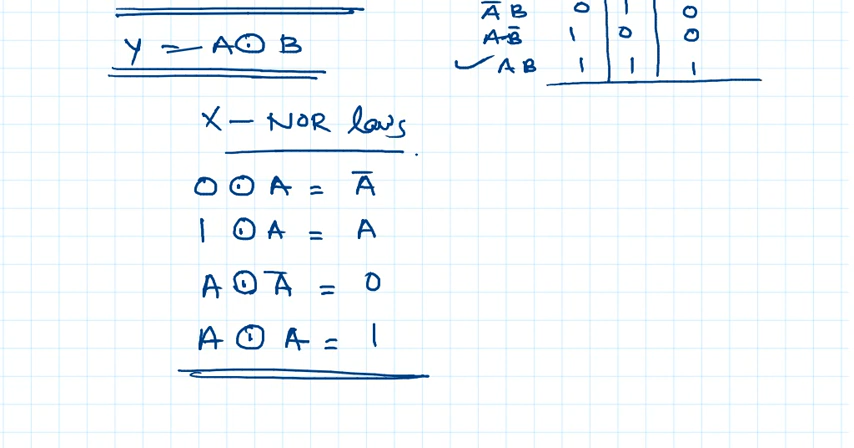 Y = A ⊙ B
X - NOR laws
0 ⊙ A = A̅
1 ⊙ A = A
A ⊙ A̅ = 0
A ⊙ A = 1
A̅ B 0 1 0
A B̅ 1 0 0
✓ A B 1 1 1